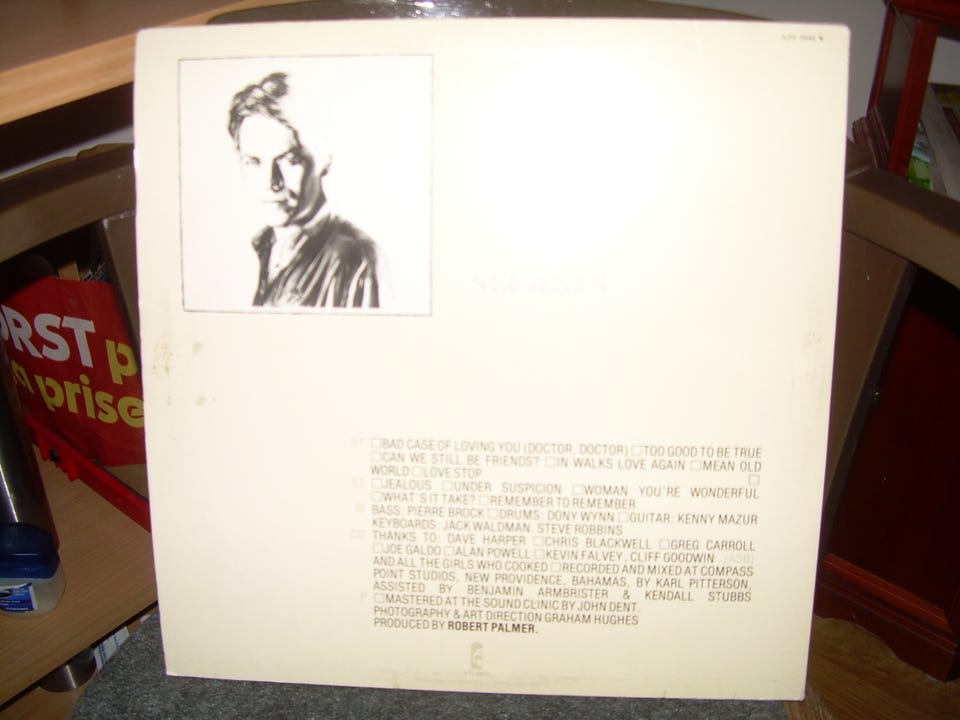 ORST p
a prise
S1 □BAD CASE OF LOVING YOU (DOCTOR, DOCTOR) □TOO GOOD TO BE TRUE
□CAN WE STILL BE FRIENDS? □IN WALKS LOVE AGAIN □MEAN OLD
WORLD □LOVE STOP □
S2 □JEALOUS □UNDER SUSPICION □WOMAN YOU'RE WONDERFUL
□WHAT'S IT TAKE? □REMEMBER TO REMEMBER
BASS: PIERRE BROCK □DRUMS: DONY WYNN □GUITAR: KENNY MAZUR
KEYBOARDS: JACK WALDMAN, STEVE ROBBINS
THANKS TO: DAVE HARPER □CHRIS BLACKWELL □GREG CARROLL
□JOE GALDO □ALAN POWELL □KEVIN FALVEY, CLIFF GOODWIN
AND ALL THE GIRLS WHO COOKED □RECORDED AND MIXED AT COMPASS
POINT STUDIOS, NEW PROVIDENCE, BAHAMAS, BY KARL PITTERSON,
ASSISTED BY BENJAMIN ARMBRISTER & KENDALL STUBBS
P □MASTERED AT THE SOUND CLINIC BY JOHN DENT.
PHOTOGRAPHY & ART DIRECTION GRAHAM HUGHES
PRODUCED BY ROBERT PALMER.